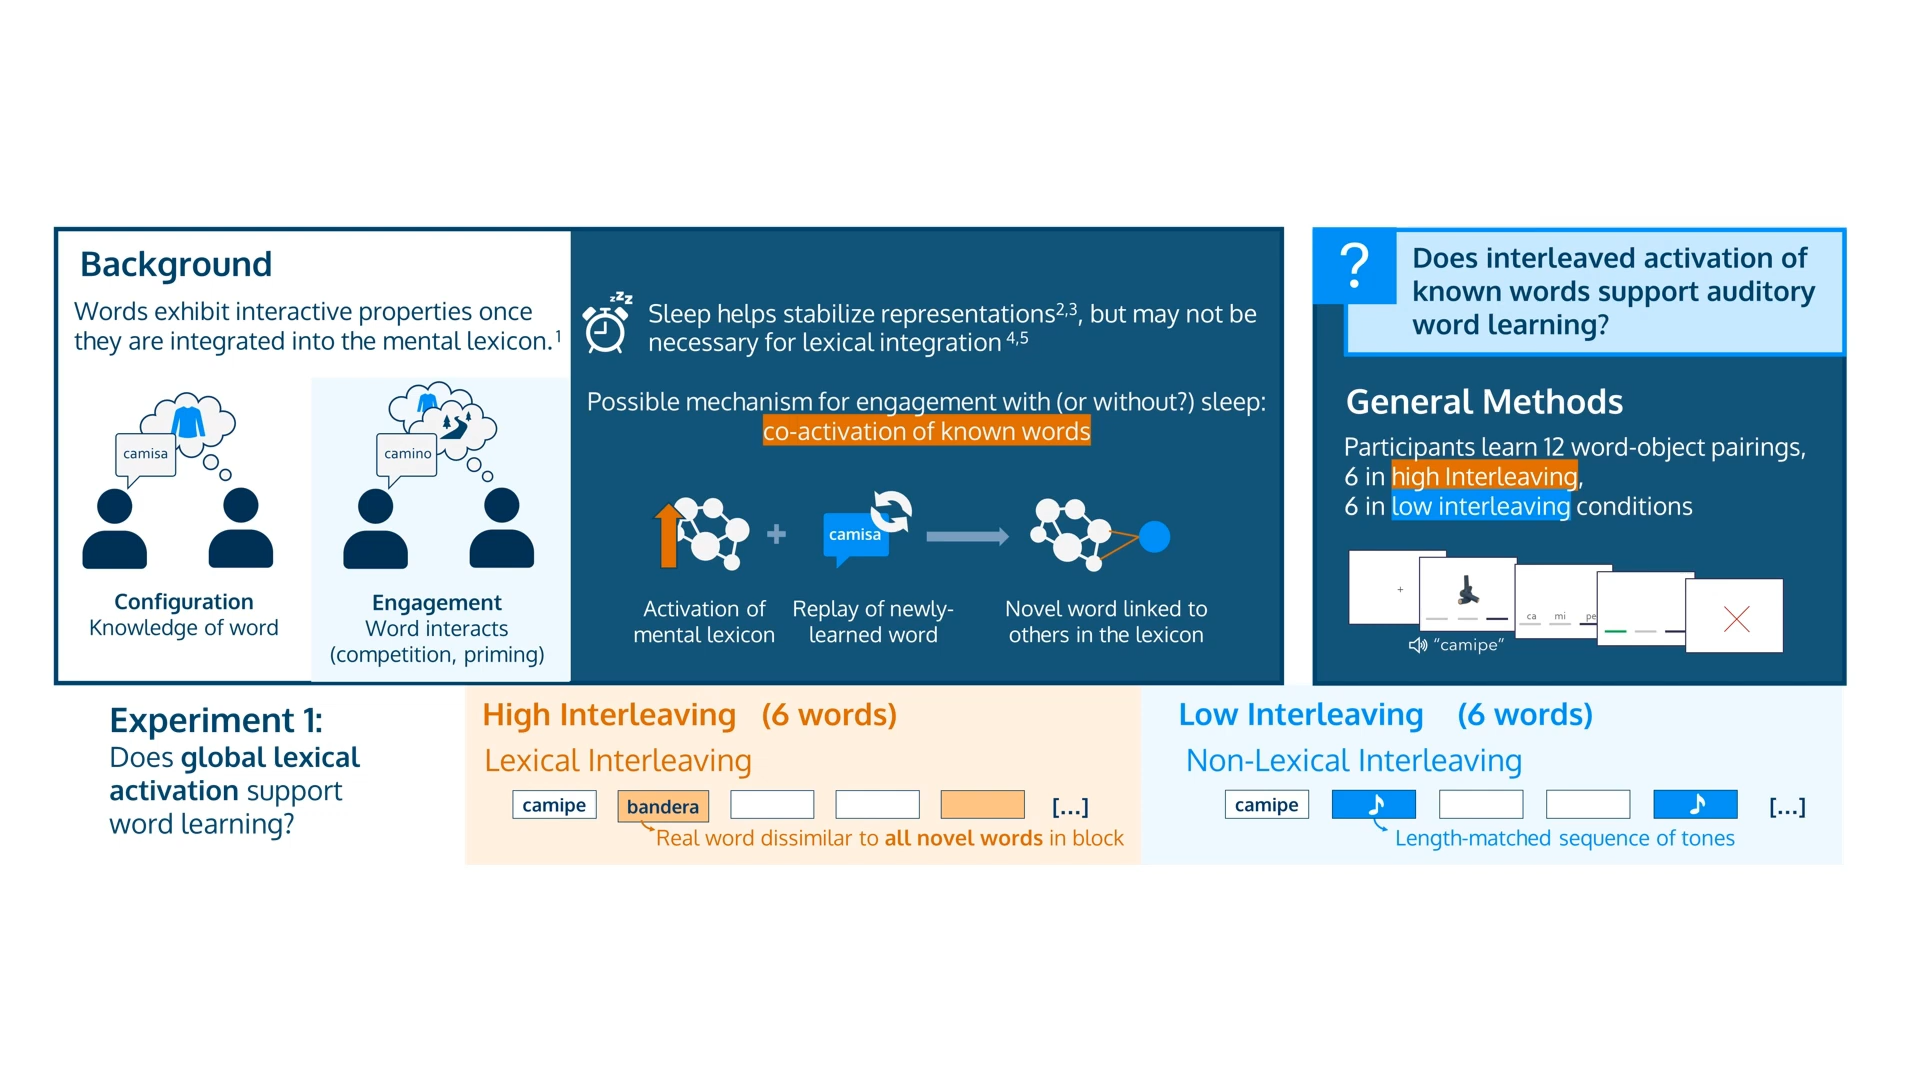 Background
Words exhibit interactive properties once
they are integrated into the mental lexicon.1
camisa
camino
Configuration
Knowledge of word
Engagement
Word interacts
(competition, priming)
zzZ
Sleep helps stabilize representations2,3, but may not be
necessary for lexical integration 4,5
Possible mechanism for engagement with (or without?) sleep:
co-activation of known words
+
camisa
Activation of
mental lexicon
Replay of newly-
learned word
Novel word linked to
others in the lexicon
?
Does interleaved activation of
known words support auditory
word learning?
General Methods
Participants learn 12 word-object pairings,
6 in high Interleaving,
6 in low interleaving conditions
+
ca mi pe
"camipe"
Experiment 1:
Does global lexical
activation support
word learning?
High Interleaving (6 words)
Lexical Interleaving
camipe bandera [...]
Real word dissimilar to all novel words in block
Low Interleaving (6 words)
Non-Lexical Interleaving
camipe ♪ ♪ [...]
Length-matched sequence of tones